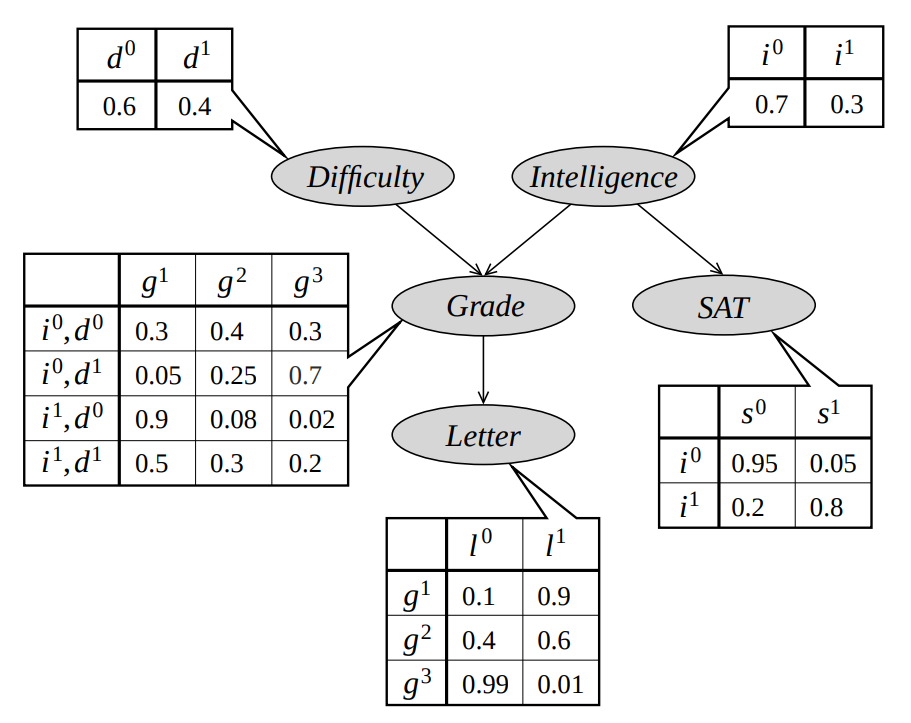 d⁰ d¹
0.6 0.4
i⁰ i¹
0.7 0.3
Difficulty
Intelligence
g¹ g² g³
i⁰, d⁰ 0.3 0.4 0.3
i⁰, d¹ 0.05 0.25 0.7
i¹, d⁰ 0.9 0.08 0.02
i¹, d¹ 0.5 0.3 0.2
Grade
SAT
s⁰ s¹
i⁰ 0.95 0.05
i¹ 0.2 0.8
Letter
l⁰ l¹
g¹ 0.1 0.9
g² 0.4 0.6
g³ 0.99 0.01